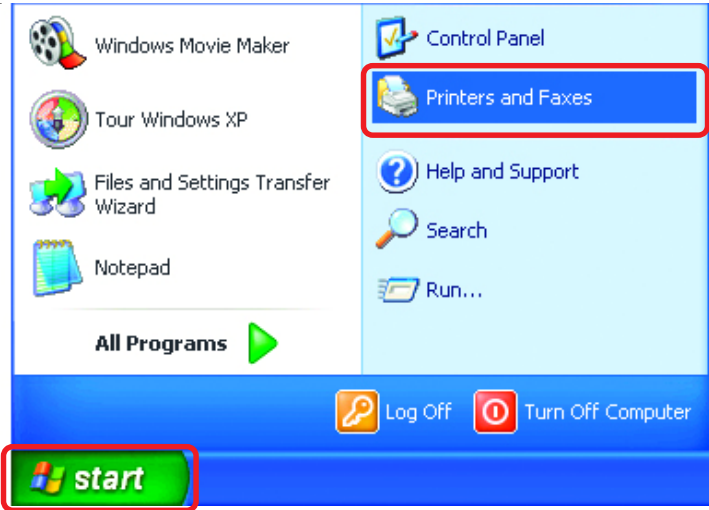 Windows Movie Maker
Tour Windows XP
Files and Settings Transfer
Wizard
Notepad
All Programs
Control Panel
Printers and Faxes
Help and Support
Search
Run...
Log Off
Turn Off Computer
start